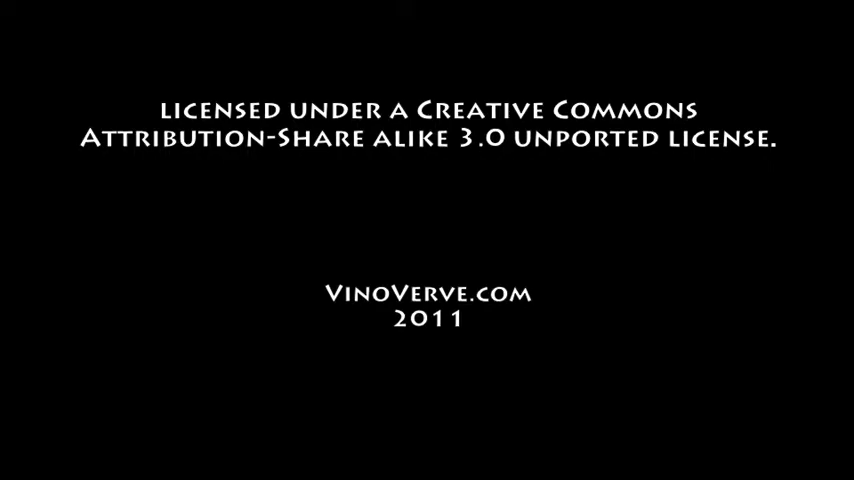 licensed under a Creative Commons
Attribution-Share alike 3.0 unported license.
VinoVerve.com
2011